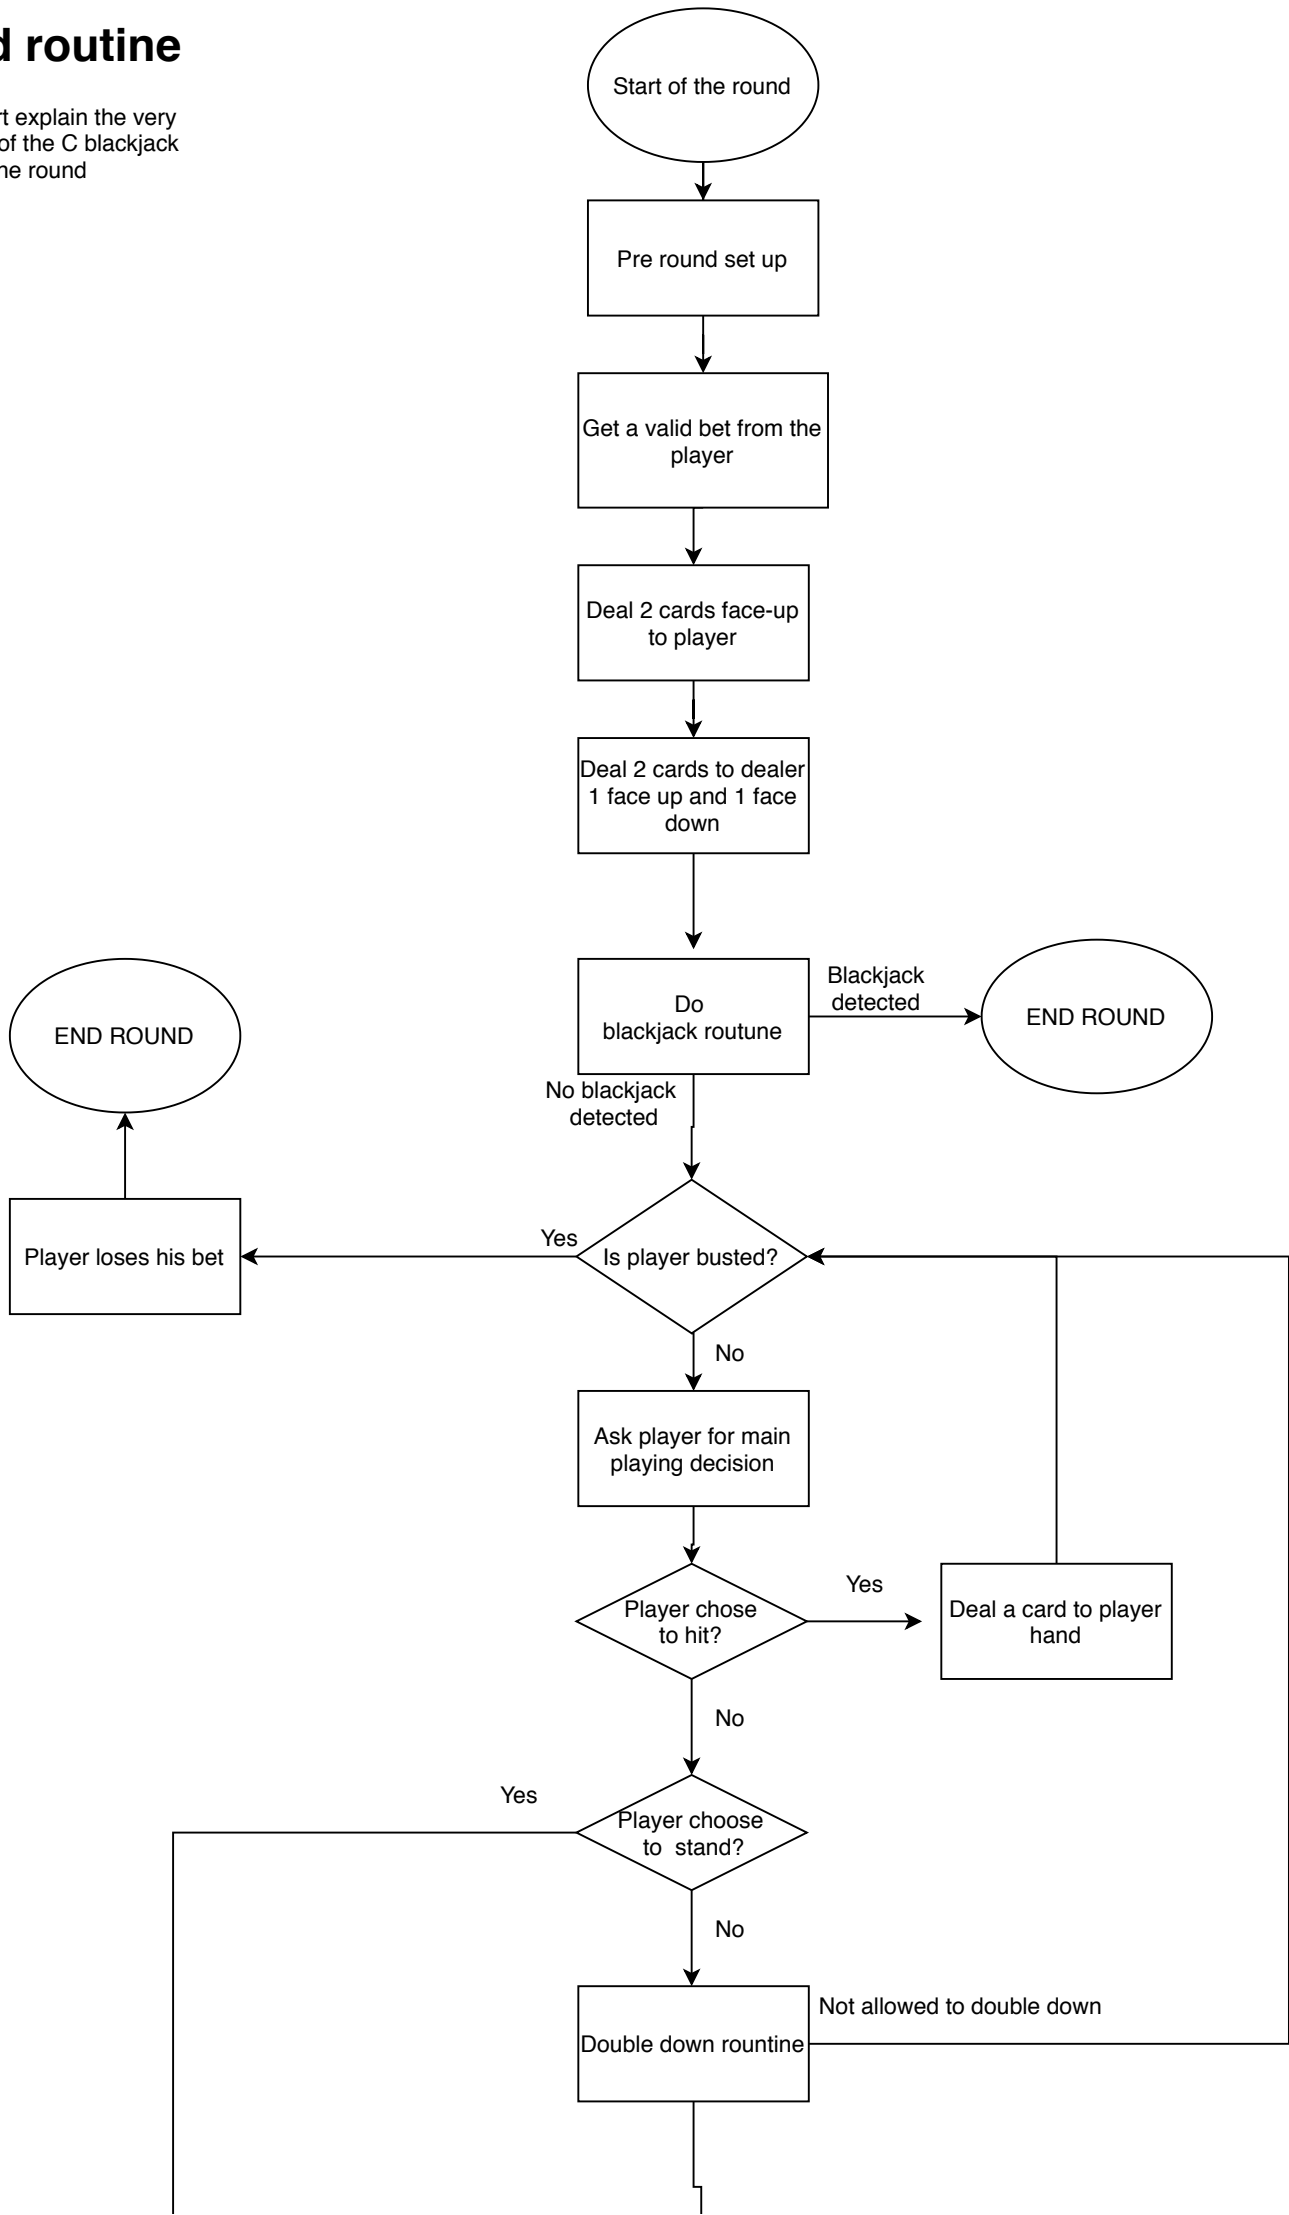 d routine
rt explain the very
of the C blackjack
he round
Start of the round
Pre round set up
Get a valid bet from the
player
Deal 2 cards face-up
to player
Deal 2 cards to dealer
1 face up and 1 face
down
Do
blackjack routune
Blackjack
detected
END ROUND
END ROUND
No blackjack
detected
Player loses his bet
Yes
Is player busted?
No
Ask player for main
playing decision
Player chose
to hit?
Yes
Deal a card to player
hand
No
Yes
Player choose
to  stand?
No
Double down rountine
Not allowed to double down